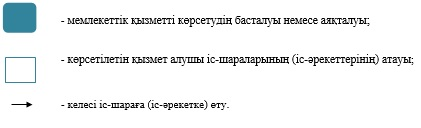 - мемлекеттік қызметті көрсетудің басталуы немесе аяқталуы;
- көрсетілетін қызмет алушы іс-шараларының (іс-әрекеттерінің) атауы;
- келесі іс-шараға (іс-әрекетке) өту.